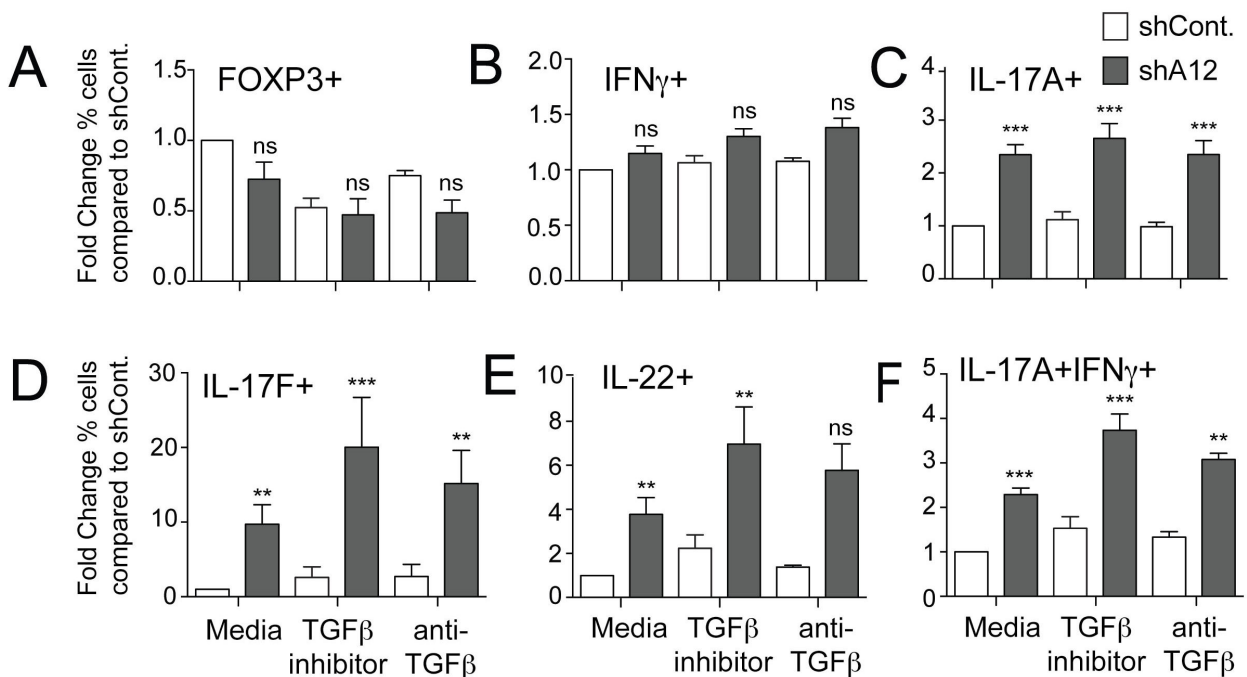 shCont.
shA12
A
Fold Change % cells
compared to shCont.
FOXP3+
1.5
1.0
0.5
0.0
ns
ns
ns
B
IFNγ+
2.0
1.5
1.0
0.5
0.0
ns
ns
ns
C
IL-17A+
4
3
2
1
0
***
***
***
D
Fold Change % cells
compared to shCont.
IL-17F+
30
20
10
0
**
***
**
Media
TGFβ
inhibitor
anti-
TGFβ
E
IL-22+
10
8
6
4
2
0
**
**
ns
Media
TGFβ
inhibitor
anti-
TGFβ
F
IL-17A+IFNγ+
5
4
3
2
1
0
***
***
**
Media
TGFβ
inhibitor
anti-
TGFβ